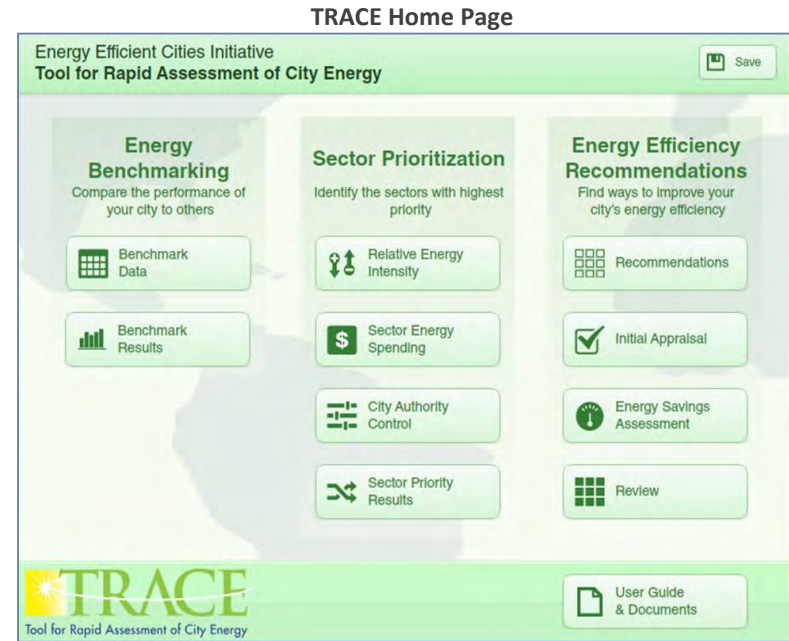 TRACE Home Page
Energy Efficient Cities Initiative
Tool for Rapid Assessment of City Energy
Save
Energy
Benchmarking
Compare the performance of
your city to others
Benchmark
Data
Benchmark
Results
Sector Prioritization
Identify the sectors with highest
priority
Relative Energy
Intensity
Sector Energy
Spending
City Authority
Control
Sector Priority
Results
Energy Efficiency
Recommendations
Find ways to improve your
city's energy efficiency
Recommendations
Initial Appraisal
Energy Savings
Assessment
Review
TRACE
Tool for Rapid Assessment of City Energy
User Guide
& Documents